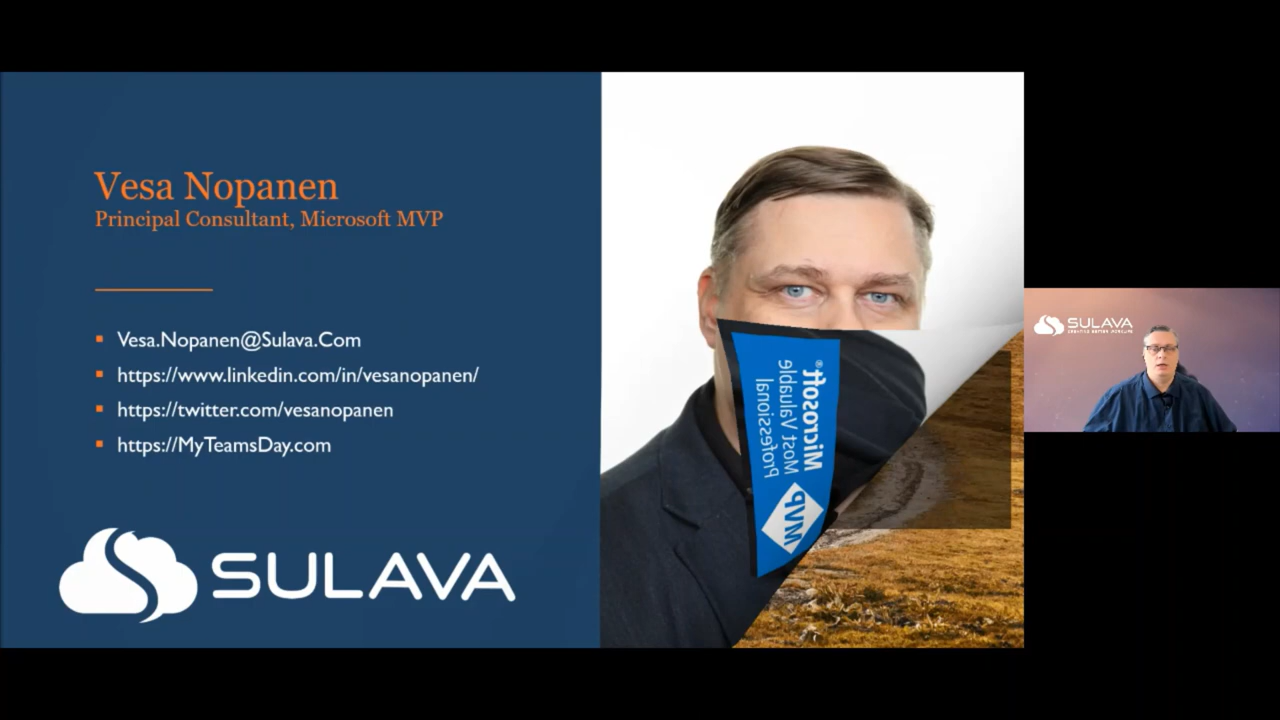 Vesa Nopanen
Principal Consultant, Microsoft MVP
Vesa.Nopanen@Sulava.Com
https://www.linkedin.com/in/vesanopanen/
https://twitter.com/vesanopanen
https://MyTeamsDay.com
SULAVA
Microsoft®
Most Valuable
Professional
MVP
SULAVA